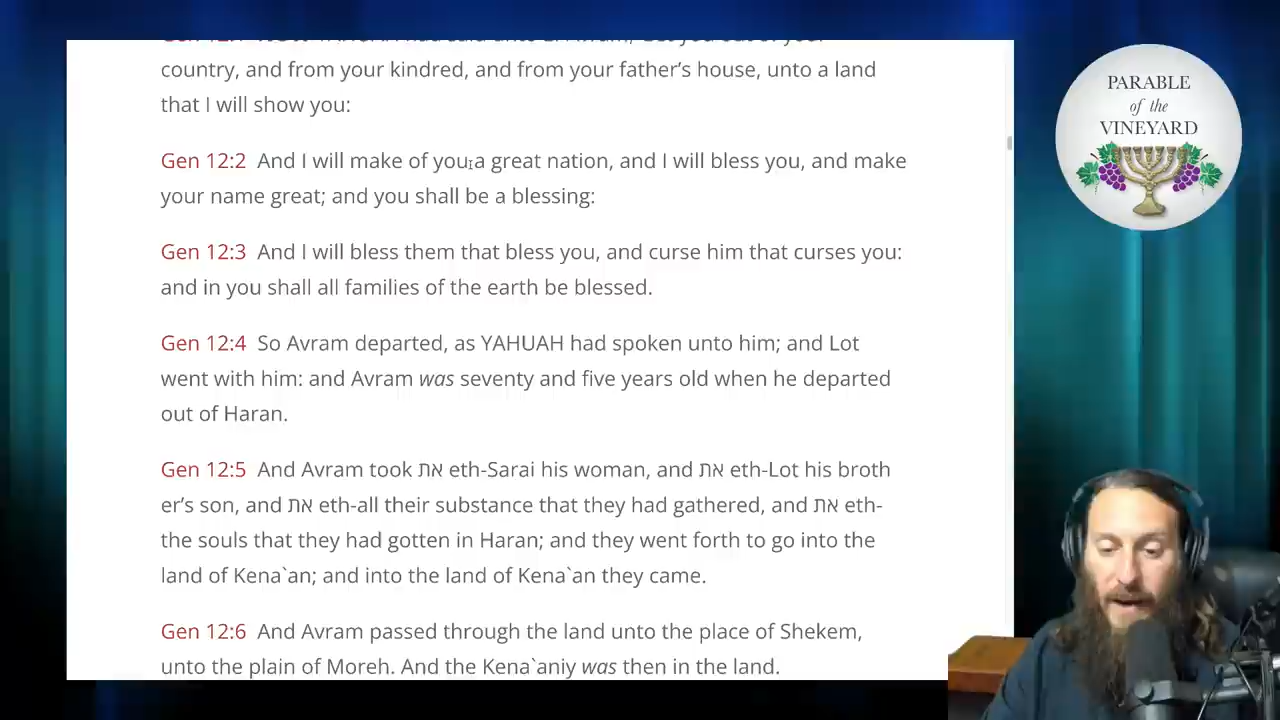 country, and from your kindred, and from your father’s house, unto a land
that I will show you:
Gen 12:2 And I will make of you a great nation, and I will bless you, and make
your name great; and you shall be a blessing:
Gen 12:3 And I will bless them that bless you, and curse him that curses you:
and in you shall all families of the earth be blessed.
Gen 12:4 So Avram departed, as YAHUAH had spoken unto him; and Lot
went with him: and Avram was seventy and five years old when he departed
out of Haran.
Gen 12:5 And Avram took את eth-Sarai his woman, and את eth-Lot his broth
er’s son, and את eth-all their substance that they had gathered, and את eth-
the souls that they had gotten in Haran; and they went forth to go into the
land of Kena`an; and into the land of Kena`an they came.
Gen 12:6 And Avram passed through the land unto the place of Shekem,
unto the plain of Moreh. And the Kena`aniy was then in the land.
PARABLE
of the
VINEYARD